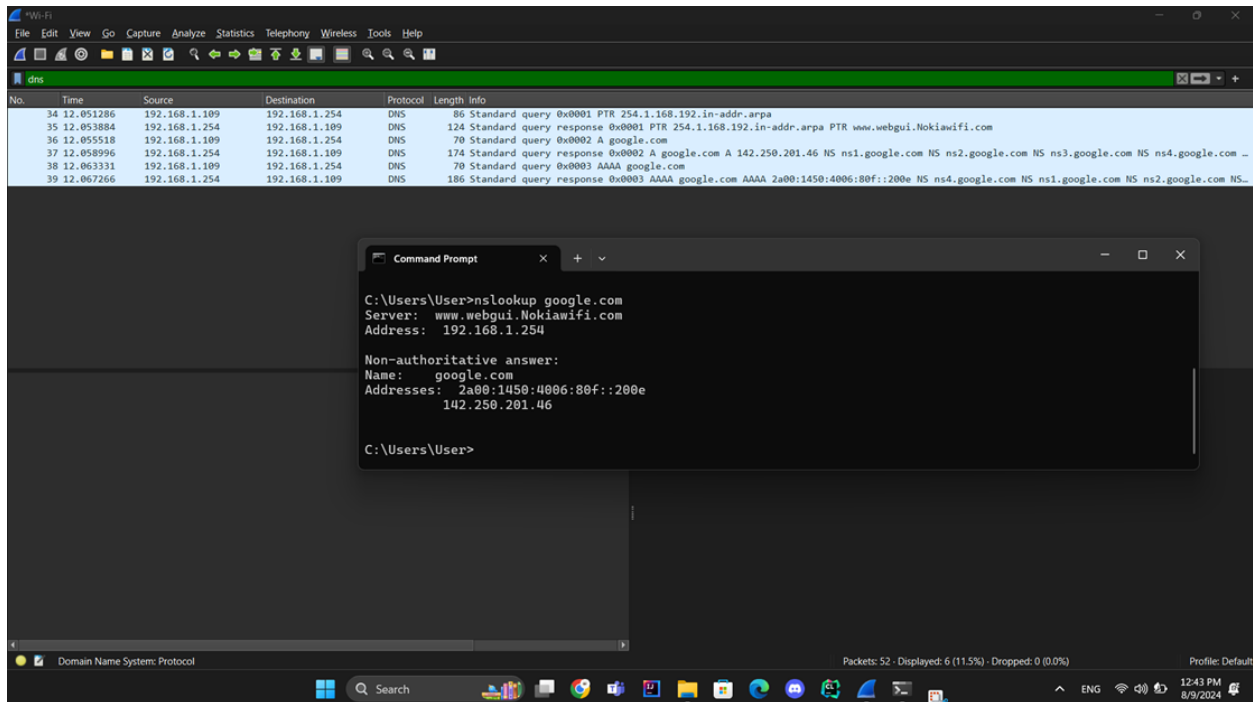 *Wi-Fi
File Edit View Go Capture Analyze Statistics Telephony Wireless Tools Help
dns
No. Time Source Destination Protocol Length Info
34 12.051286 192.168.1.109 192.168.1.254 DNS 86 Standard query 0x0001 PTR 254.1.168.192.in-addr.arpa
35 12.053884 192.168.1.254 192.168.1.109 DNS 124 Standard query response 0x0001 PTR 254.1.168.192.in-addr.arpa PTR www.webgui.Nokiawifi.com
36 12.055518 192.168.1.109 192.168.1.254 DNS 70 Standard query 0x0002 A google.com
37 12.058996 192.168.1.254 192.168.1.109 DNS 174 Standard query response 0x0002 A google.com A 142.250.201.46 NS ns1.google.com NS ns2.google.com NS ns3.google.com NS ns4.google.com …
38 12.063331 192.168.1.109 192.168.1.254 DNS 70 Standard query 0x0003 AAAA google.com
39 12.067266 192.168.1.254 192.168.1.109 DNS 186 Standard query response 0x0003 AAAA google.com AAAA 2a00:1450:4006:80f::200e NS ns4.google.com NS ns1.google.com NS ns2.google.com NS…
Command Prompt
C:\Users\User>nslookup google.com
Server: www.webgui.Nokiawifi.com
Address: 192.168.1.254
Non-authoritative answer:
Name: google.com
Addresses: 2a00:1450:4006:80f::200e
142.250.201.46
C:\Users\User>
Domain Name System: Protocol
Packets: 52 · Displayed: 6 (11.5%) · Dropped: 0 (0.0%)
Profile: Default
Search
ENG
12:43 PM
8/9/2024